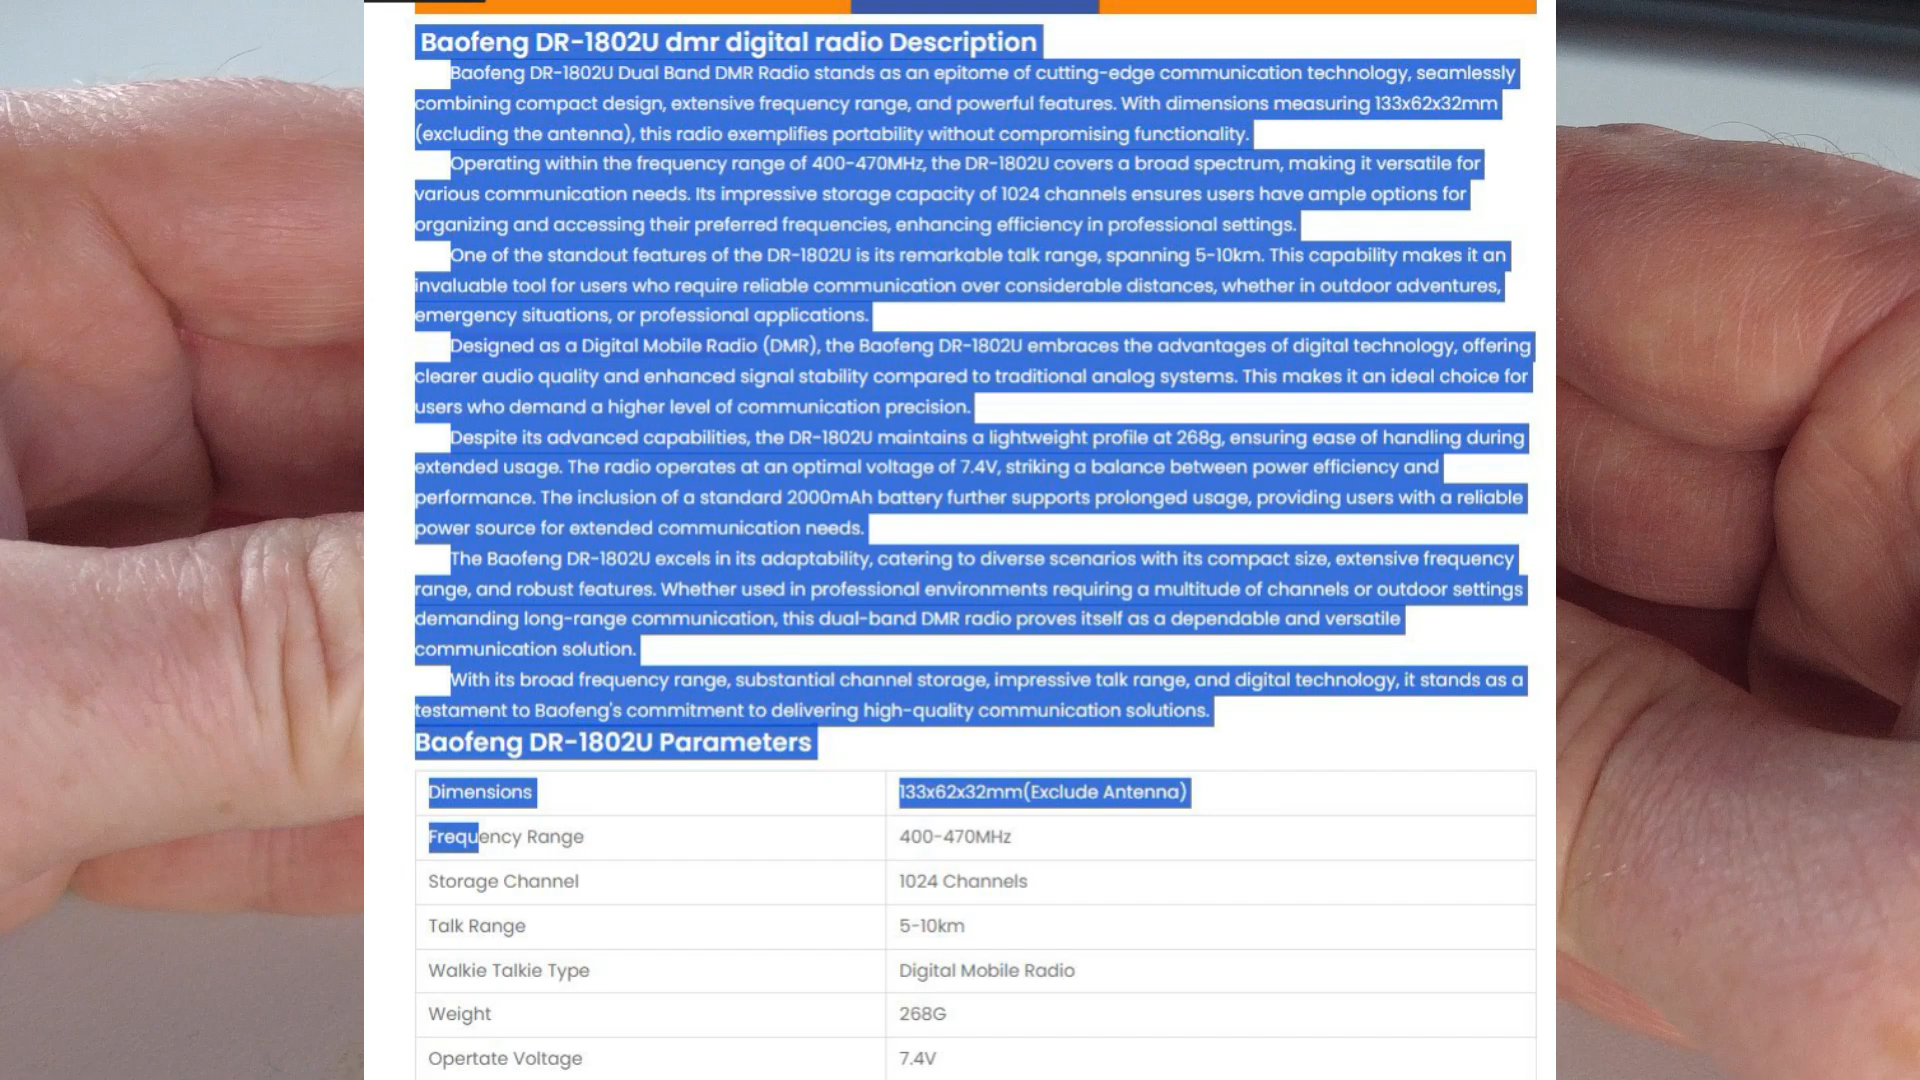 Baofeng DR-1802U dmr digital radio Description
Baofeng DR-1802U Dual Band DMR Radio stands as an epitome of cutting-edge communication technology, seamlessly
combining compact design, extensive frequency range, and powerful features. With dimensions measuring 133x62x32mm
(excluding the antenna), this radio exemplifies portability without compromising functionality.
Operating within the frequency range of 400-470MHz, the DR-1802U covers a broad spectrum, making it versatile for
various communication needs. Its impressive storage capacity of 1024 channels ensures users have ample options for
organizing and accessing their preferred frequencies, enhancing efficiency in professional settings.
One of the standout features of the DR-1802U is its remarkable talk range, spanning 5-10km. This capability makes it an
invaluable tool for users who require reliable communication over considerable distances, whether in outdoor adventures,
emergency situations, or professional applications.
Designed as a Digital Mobile Radio (DMR), the Baofeng DR-1802U embraces the advantages of digital technology, offering
clearer audio quality and enhanced signal stability compared to traditional analog systems. This makes it an ideal choice for
users who demand a higher level of communication precision.
Despite its advanced capabilities, the DR-1802U maintains a lightweight profile at 268g, ensuring ease of handling during
extended usage. The radio operates at an optimal voltage of 7.4V, striking a balance between power efficiency and
performance. The inclusion of a standard 2000mAh battery further supports prolonged usage, providing users with a reliable
power source for extended communication needs.
The Baofeng DR-1802U excels in its adaptability, catering to diverse scenarios with its compact size, extensive frequency
range, and robust features. Whether used in professional environments requiring a multitude of channels or outdoor settings
demanding long-range communication, this dual-band DMR radio proves itself as a dependable and versatile
communication solution.
With its broad frequency range, substantial channel storage, impressive talk range, and digital technology, it stands as a
testament to Baofeng's commitment to delivering high-quality communication solutions.
Baofeng DR-1802U Parameters
Dimensions 133x62x32mm(Exclude Antenna)
Frequency Range 400-470MHz
Storage Channel 1024 Channels
Talk Range 5-10km
Walkie Talkie Type Digital Mobile Radio
Weight 268G
Opertate Voltage 7.4V